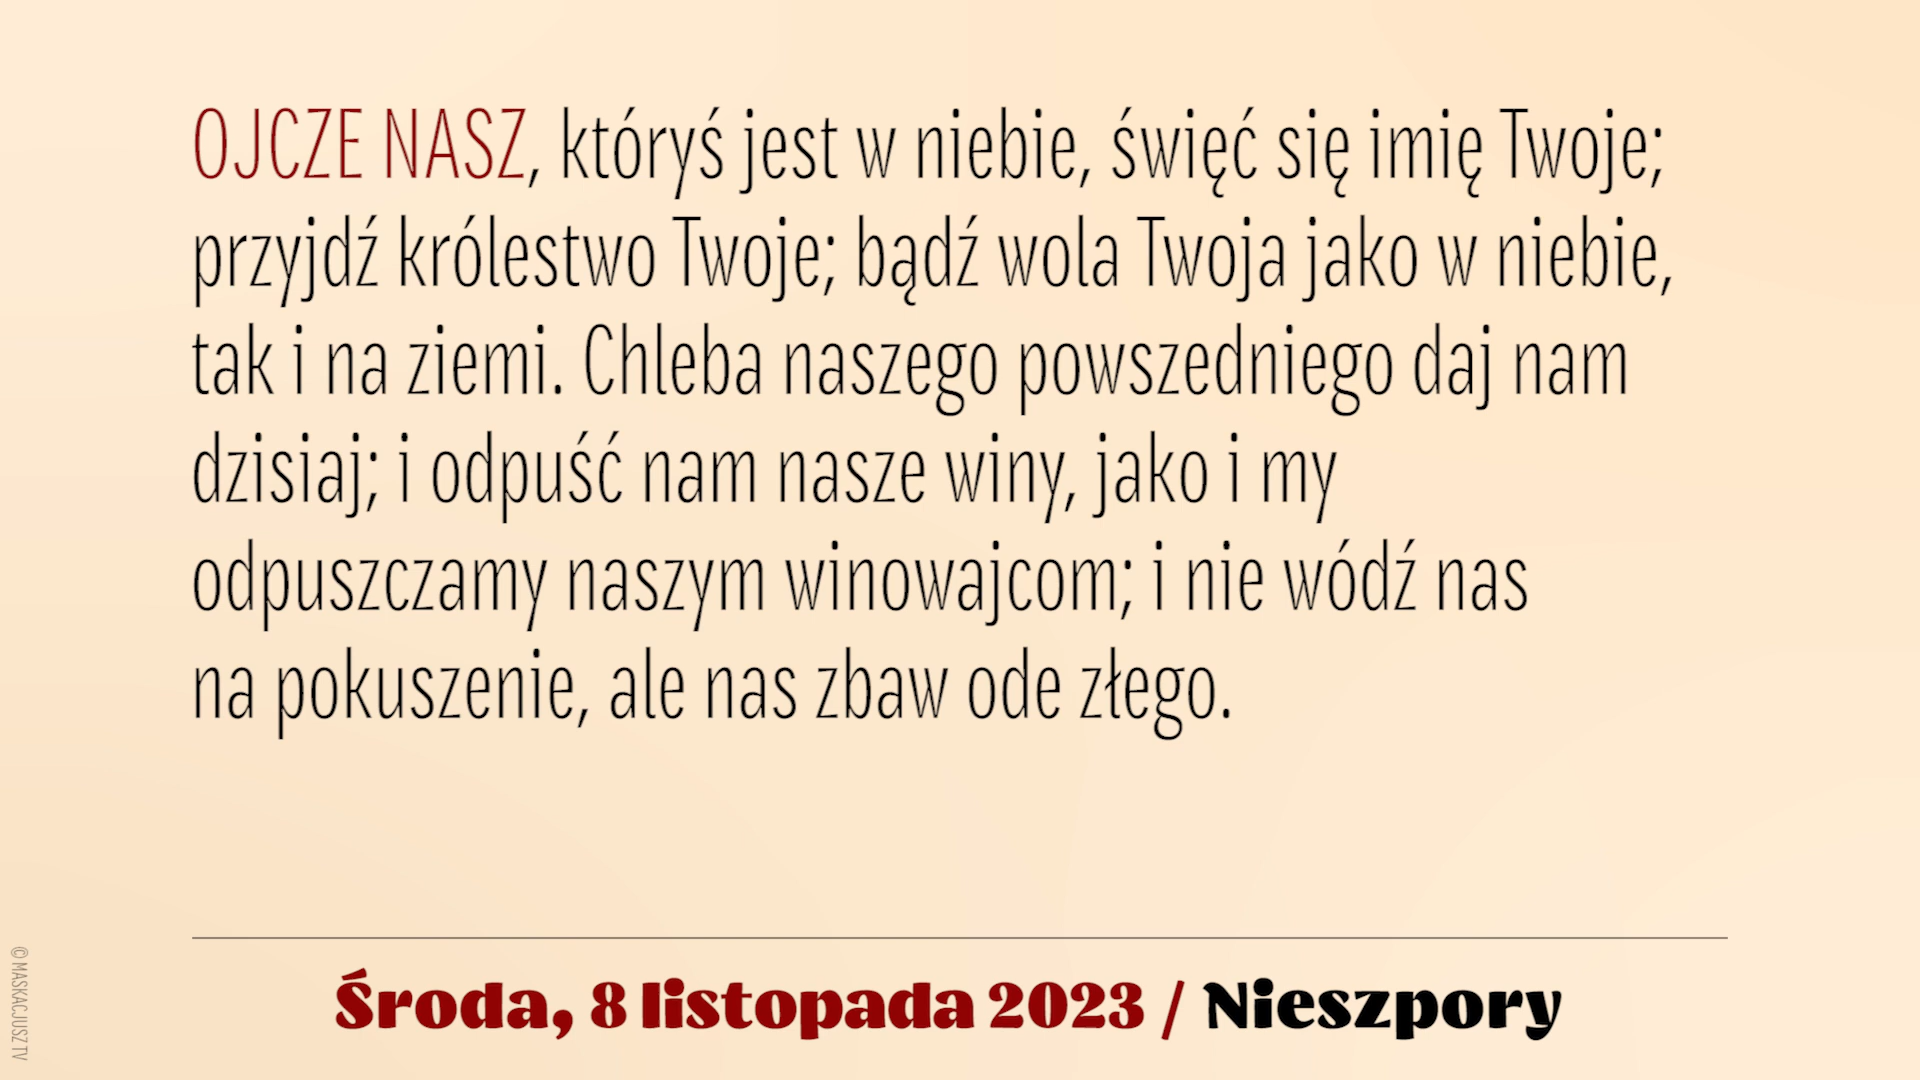 OJCZE NASZ, któryś jest w niebie, święć się imię Twoje;
przyjdź królestwo Twoje; bądź wola Twoja jako w niebie,
tak i na ziemi. Chleba naszego powszedniego daj nam
dzisiaj; i odpuść nam nasze winy, jako i my
odpuszczamy naszym winowajcom; i nie wódź nas
na pokuszenie, ale nas zbaw ode złego.
Środa, 8 listopada 2023 / Nieszpory
© MASKACJUSZ TV